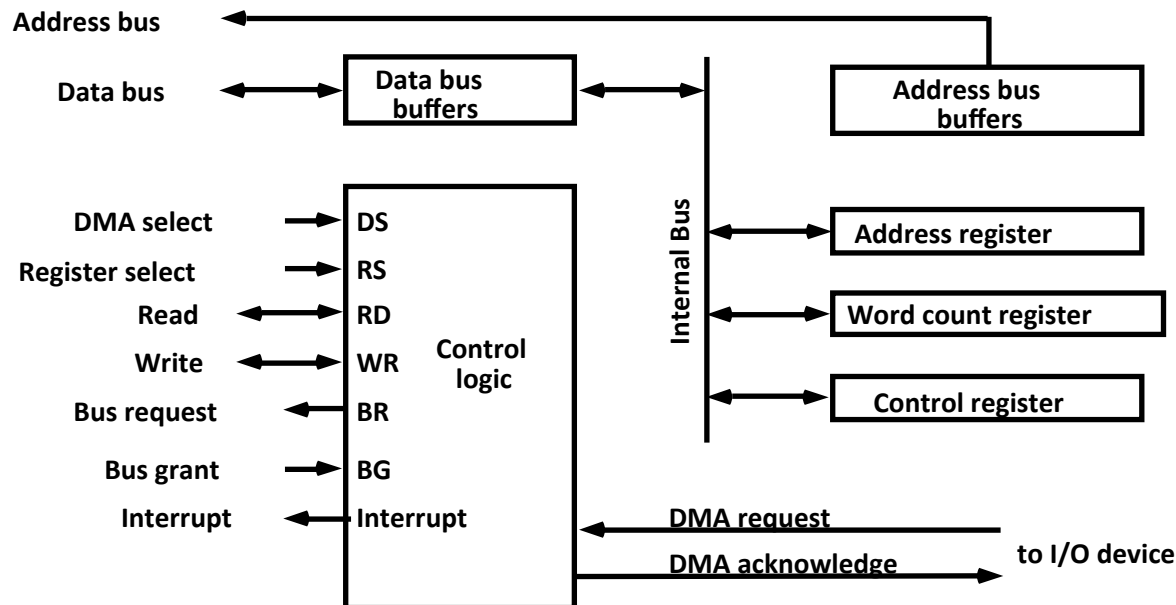 Address bus
Data bus
Data bus
buffers
Address bus
buffers
DMA select
DS
Register select
RS
Read
RD
Write
WR
Bus request
BR
Bus grant
BG
Interrupt
Interrupt
Control
logic
Internal Bus
Address register
Word count register
Control register
DMA request
DMA acknowledge
to I/O device